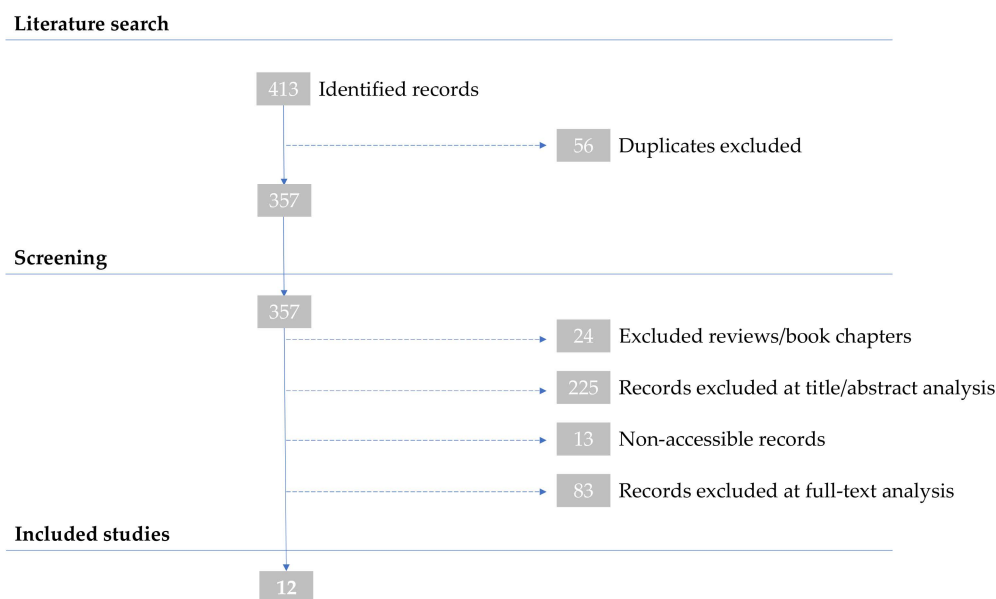 Literature search
413 Identified records
56 Duplicates excluded
357
Screening
357
24 Excluded reviews/book chapters
225 Records excluded at title/abstract analysis
13 Non-accessible records
83 Records excluded at full-text analysis
Included studies
12